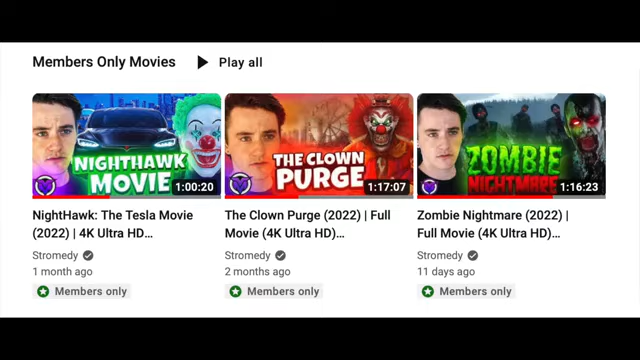 Members Only Movies
Play all
NIGHTHAWK
MOVIE
1:00:20
THE CLOWN
PURGE
1:17:07
ZOMBIE
NIGHTMARE
1:16:23
NightHawk: The Tesla Movie
(2022) | 4K Ultra HD…
Stromedy
1 month ago
Members only
The Clown Purge (2022) | Full
Movie (4K Ultra HD)…
Stromedy
2 months ago
Members only
Zombie Nightmare (2022) |
Full Movie (4K Ultra HD)…
Stromedy
11 days ago
Members only